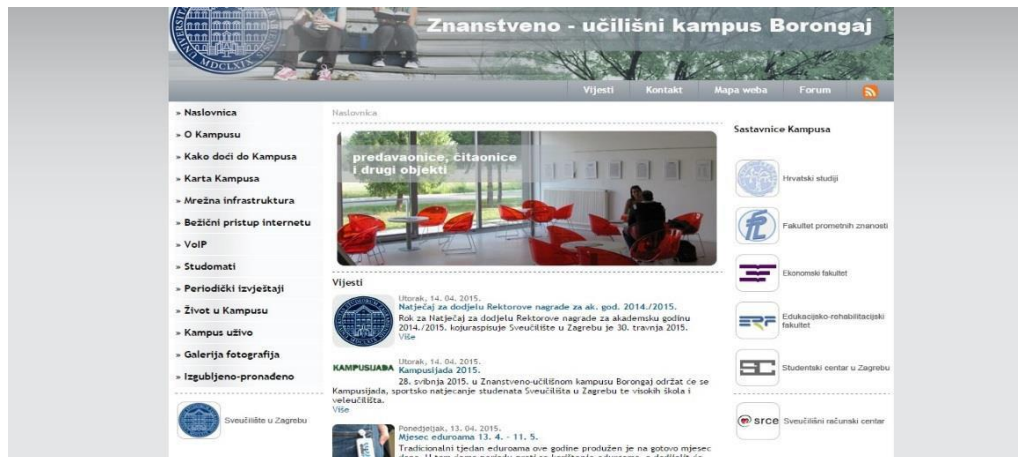 Znanstveno - učilišni kampus Borongaj
MDCLXIX
Vijesti Kontakt Mapa weba Forum
» Naslovnica
» O Kampusu
» Kako doći do Kampusa
» Karta Kampusa
» Mrežna infrastruktura
» Bežični pristup internetu
» VoIP
» Studomati
» Periodički izvještaji
» Život u Kampusu
» Kampus uživo
» Galerija fotografija
» Izgubljeno-pronađeno
Sveučilište u Zagrebu
Naslovnica
predavaonice, čitaonice
i drugi objekti
Vijesti
Utorak, 14. 04. 2015.
Natječaj za dodjelu Rektorove nagrade za ak. god. 2014./2015.
Rok za Natječaj za dodjelu Rektorove nagrade za akademsku godinu
2014./2015. kojuraspisuje Sveučilište u Zagrebu je 30. travnja 2015.
Više
KAMPUSIJADA
Utorak, 14. 04. 2015.
Kampusijada 2015.
28. svibnja 2015. u Znanstveno-učilišnom kampusu Borongaj održat će se
Kampusijada, sportsko natjecanje studenata Sveučilišta u Zagrebu te visokih škola i
veleučilišta.
Više
Ponedjeljak, 13. 04. 2015.
Mjesec eduroama 13. 4. - 11. 5.
Tradicionalni tjedan eduroama ove godine produžen je na gotovo mjesec
Sastavnice Kampusa
Hrvatski studiji
Fakultet prometnih znanosti
Ekonomski fakultet
ERF
Edukacijsko-rehabilitacijski
fakultet
SC
Studentski centar u Zagrebu
srce
Sveučilišni računski centar